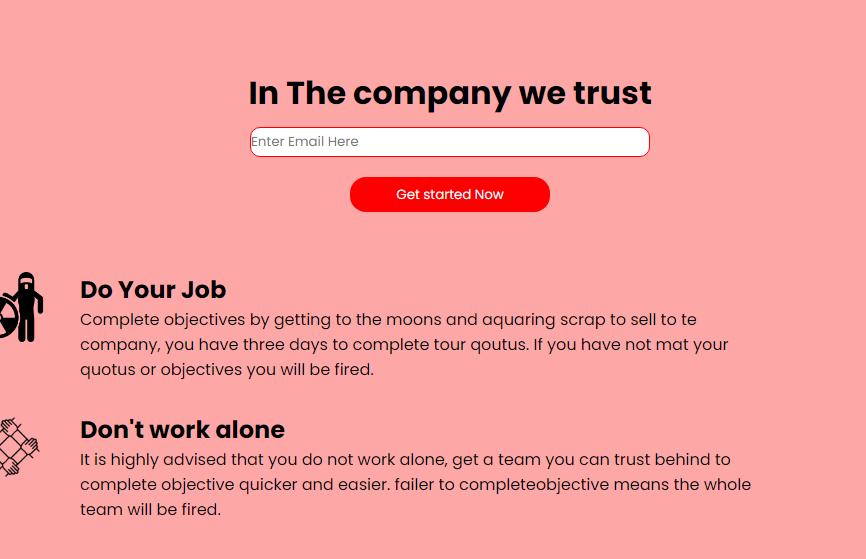 In The company we trust
Enter Email Here
Get started Now
Do Your Job
Complete objectives by getting to the moons and aquaring scrap to sell to te
company, you have three days to complete tour qoutus. If you have not mat your
quotus or objectives you will be fired.
Don't work alone
It is highly advised that you do not work alone, get a team you can trust behind to
complete objective quicker and easier. failer to completeobjective means the whole
team will be fired.